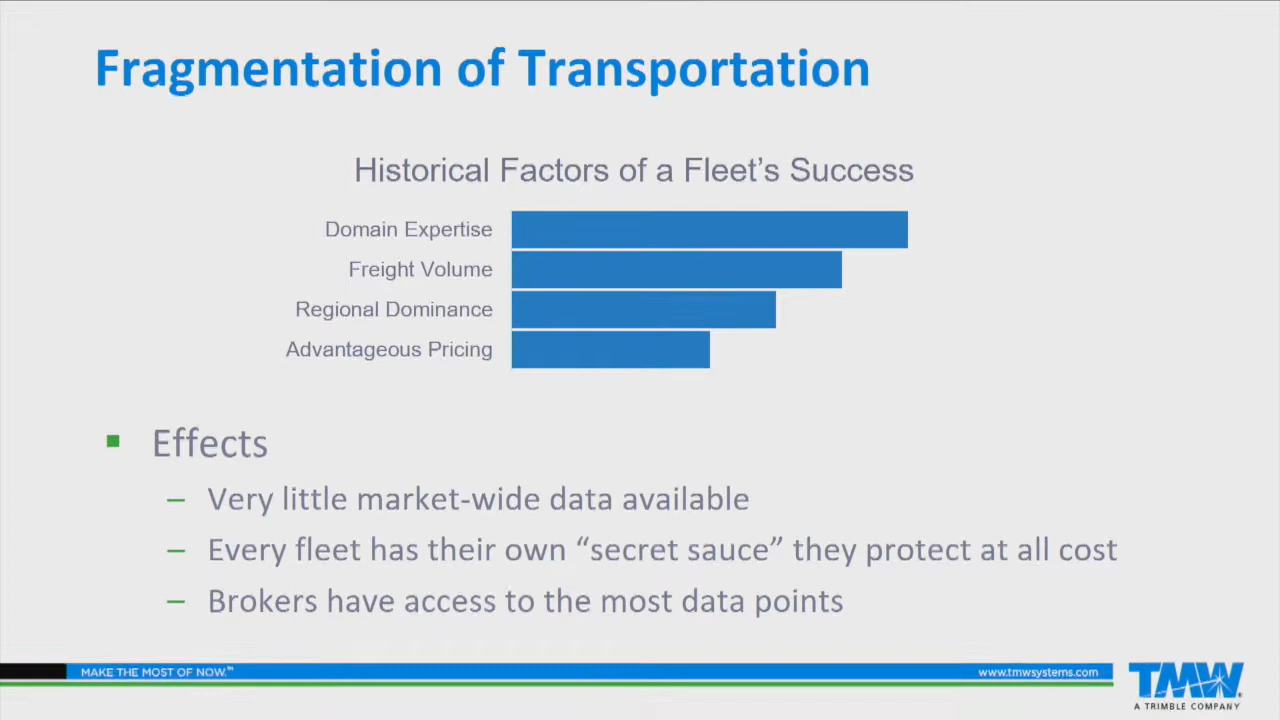 Fragmentation of Transportation
Historical Factors of a Fleet’s Success
Domain Expertise
Freight Volume
Regional Dominance
Advantageous Pricing
Effects
– Very little market-wide data available
– Every fleet has their own “secret sauce” they protect at all cost
– Brokers have access to the most data points
MAKE THE MOST OF NOW.™
www.tmwsystems.com
TMW
A TRIMBLE COMPANY